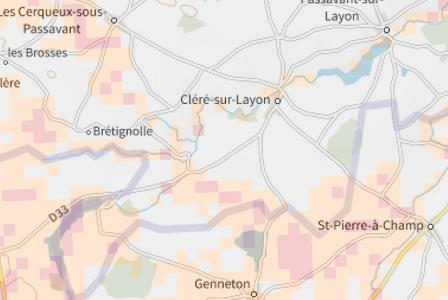 Les Cerqueux-sous-
Passavant
Passavant-sur-
Layon
les Brosses
lère
Cléré-sur-Layon
Brétignolle
D33
St-Pierre-à-Champ
Genneton